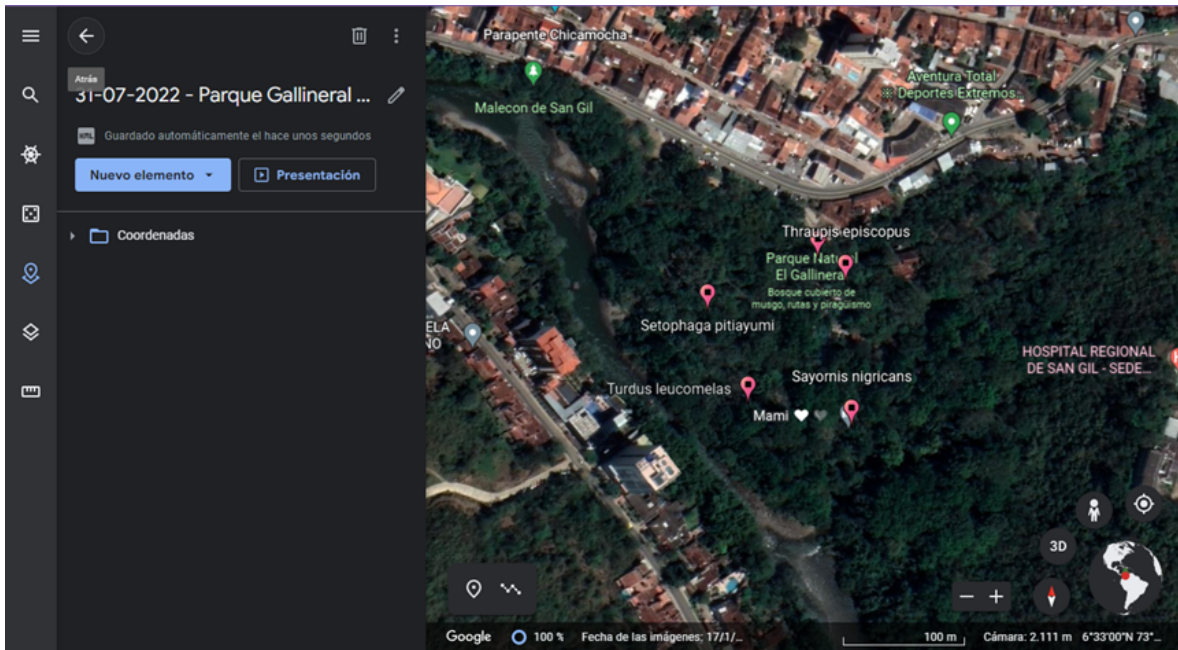 Atrás
31-07-2022 - Parque Gallineral ...
KML Guardado automáticamente el hace unos segundos
Nuevo elemento
Presentación
Coordenadas
Parapente Chicamocha
Malecon de San Gil
Aventura Total
※ Deportes Extremos...
Thraupis episcopus
Parque Natural
El Gallineral
Bosque cubierto de
musgo, rutas y piragüismo
Setophaga pitiayumi
ELA
NO
HOSPITAL REGIONAL
DE SAN GIL - SEDE...
H
Sayornis nigricans
Turdus leucomelas
Mami
3D
Google
100 %
Fecha de las imágenes: 17/1/...
100 m
Cámara: 2.111 m
6°33'00"N 73°...